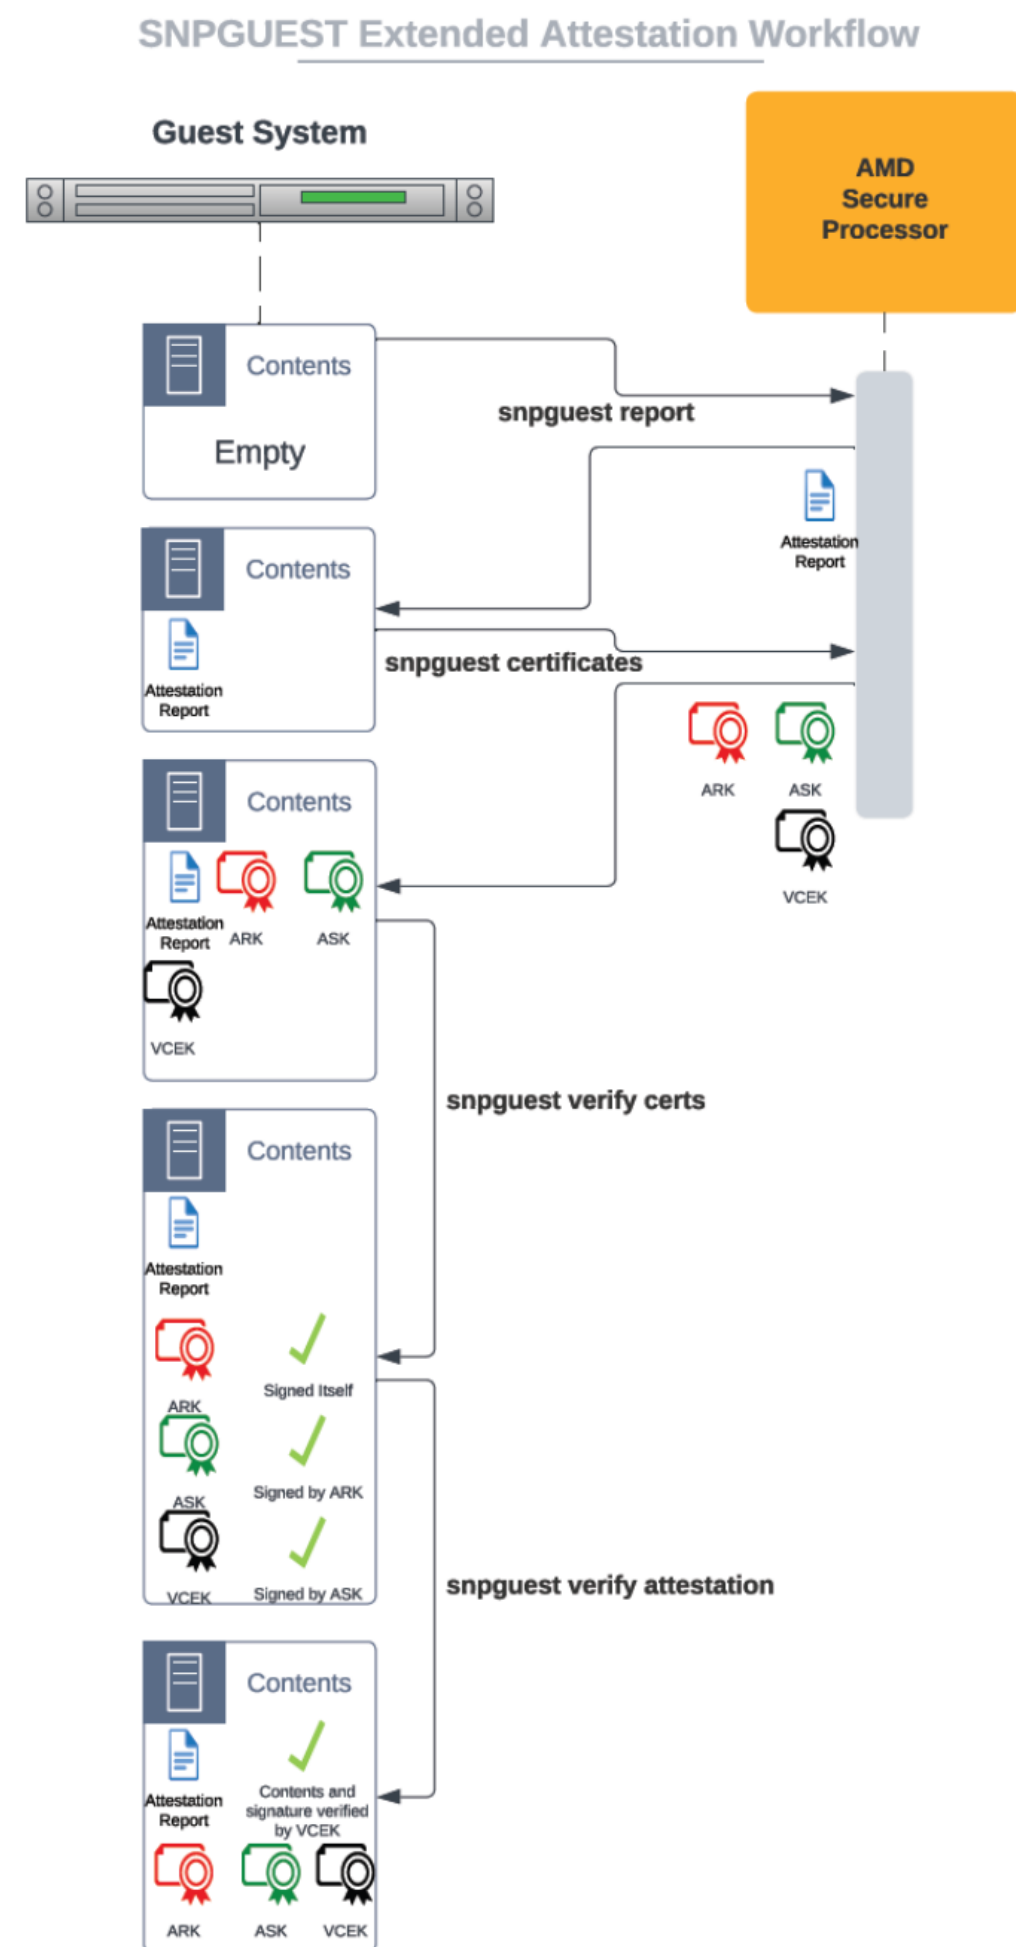 SNPGUEST Extended Attestation Workflow
Guest System
AMD
Secure
Processor
Contents
Empty
snpguest report
Attestation
Report
Contents
Attestation
Report
snpguest certificates
ARK
ASK
VCEK
Contents
Attestation
Report
ARK
ASK
VCEK
snpguest verify certs
Contents
Attestation
Report
ARK
Signed Itself
ASK
Signed by ARK
VCEK
Signed by ASK
snpguest verify attestation
Contents
Attestation
Report
Contents and
signature verified
by VCEK
ARK
ASK
VCEK